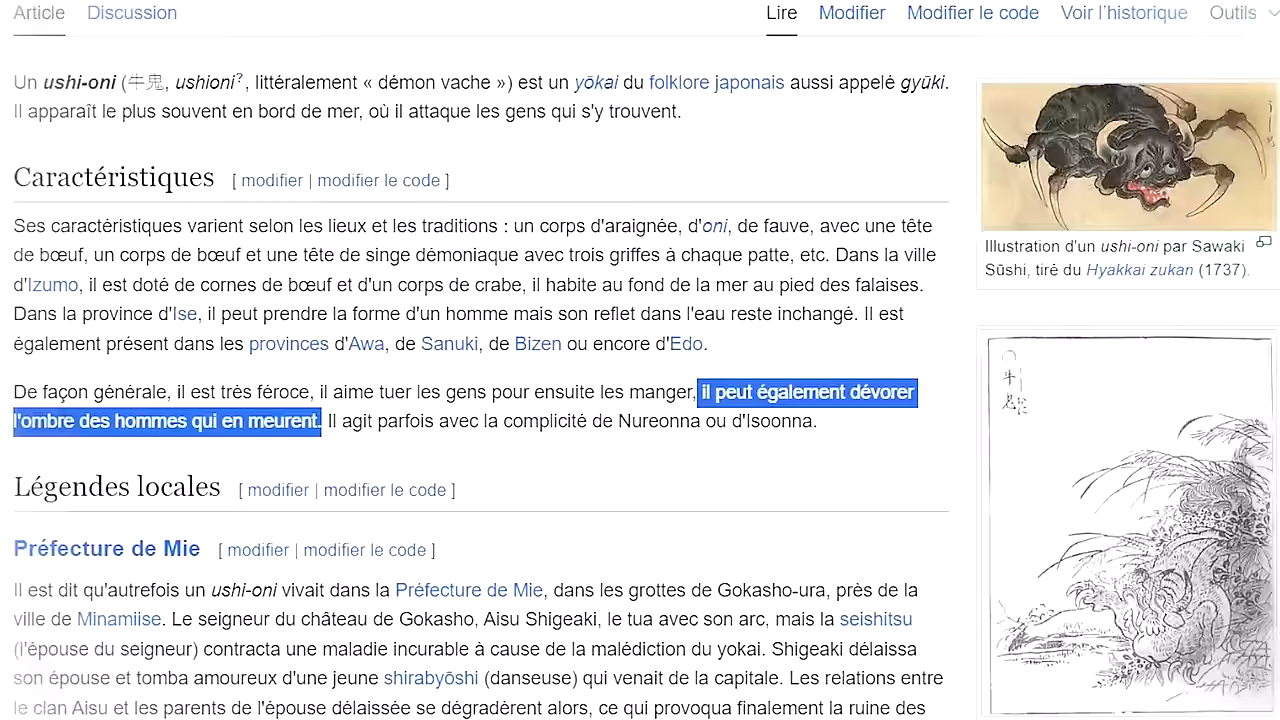 Article Discussion Lire Modifier Modifier le code Voir l'historique Outils
Un ushi-oni (牛鬼, ushioni?, littéralement « démon vache ») est un yōkai du folklore japonais aussi appelé gyūki.
Il apparaît le plus souvent en bord de mer, où il attaque les gens qui s'y trouvent.
Caractéristiques [ modifier | modifier le code ]
Ses caractéristiques varient selon les lieux et les traditions : un corps d'araignée, d'oni, de fauve, avec une tête
de bœuf, un corps de bœuf et une tête de singe démoniaque avec trois griffes à chaque patte, etc. Dans la ville
d'Izumo, il est doté de cornes de bœuf et d'un corps de crabe, il habite au fond de la mer au pied des falaises.
Dans la province d'Ise, il peut prendre la forme d'un homme mais son reflet dans l'eau reste inchangé. Il est
également présent dans les provinces d'Awa, de Sanuki, de Bizen ou encore d'Edo.
De façon générale, il est très féroce, il aime tuer les gens pour ensuite les manger, il peut également dévorer
l'ombre des hommes qui en meurent. Il agit parfois avec la complicité de Nureonna ou d'Isoonna.
Légendes locales [ modifier | modifier le code ]
Préfecture de Mie [ modifier | modifier le code ]
Il est dit qu'autrefois un ushi-oni vivait dans la Préfecture de Mie, dans les grottes de Gokasho-ura, près de la
ville de Minamiise. Le seigneur du château de Gokasho, Aisu Shigeaki, le tua avec son arc, mais la seishitsu
(l'épouse du seigneur) contracta une maladie incurable à cause de la malédiction du yokai. Shigeaki délaissa
son épouse et tomba amoureux d'une jeune shirabyōshi (danseuse) qui venait de la capitale. Les relations entre
le clan Aisu et les parents de l'épouse délaissée se dégradèrent alors, ce qui provoqua finalement la ruine des
Illustration d'un ushi-oni par Sawaki
Sūshi, tiré du Hyakkai zukan (1737).
牛鬼